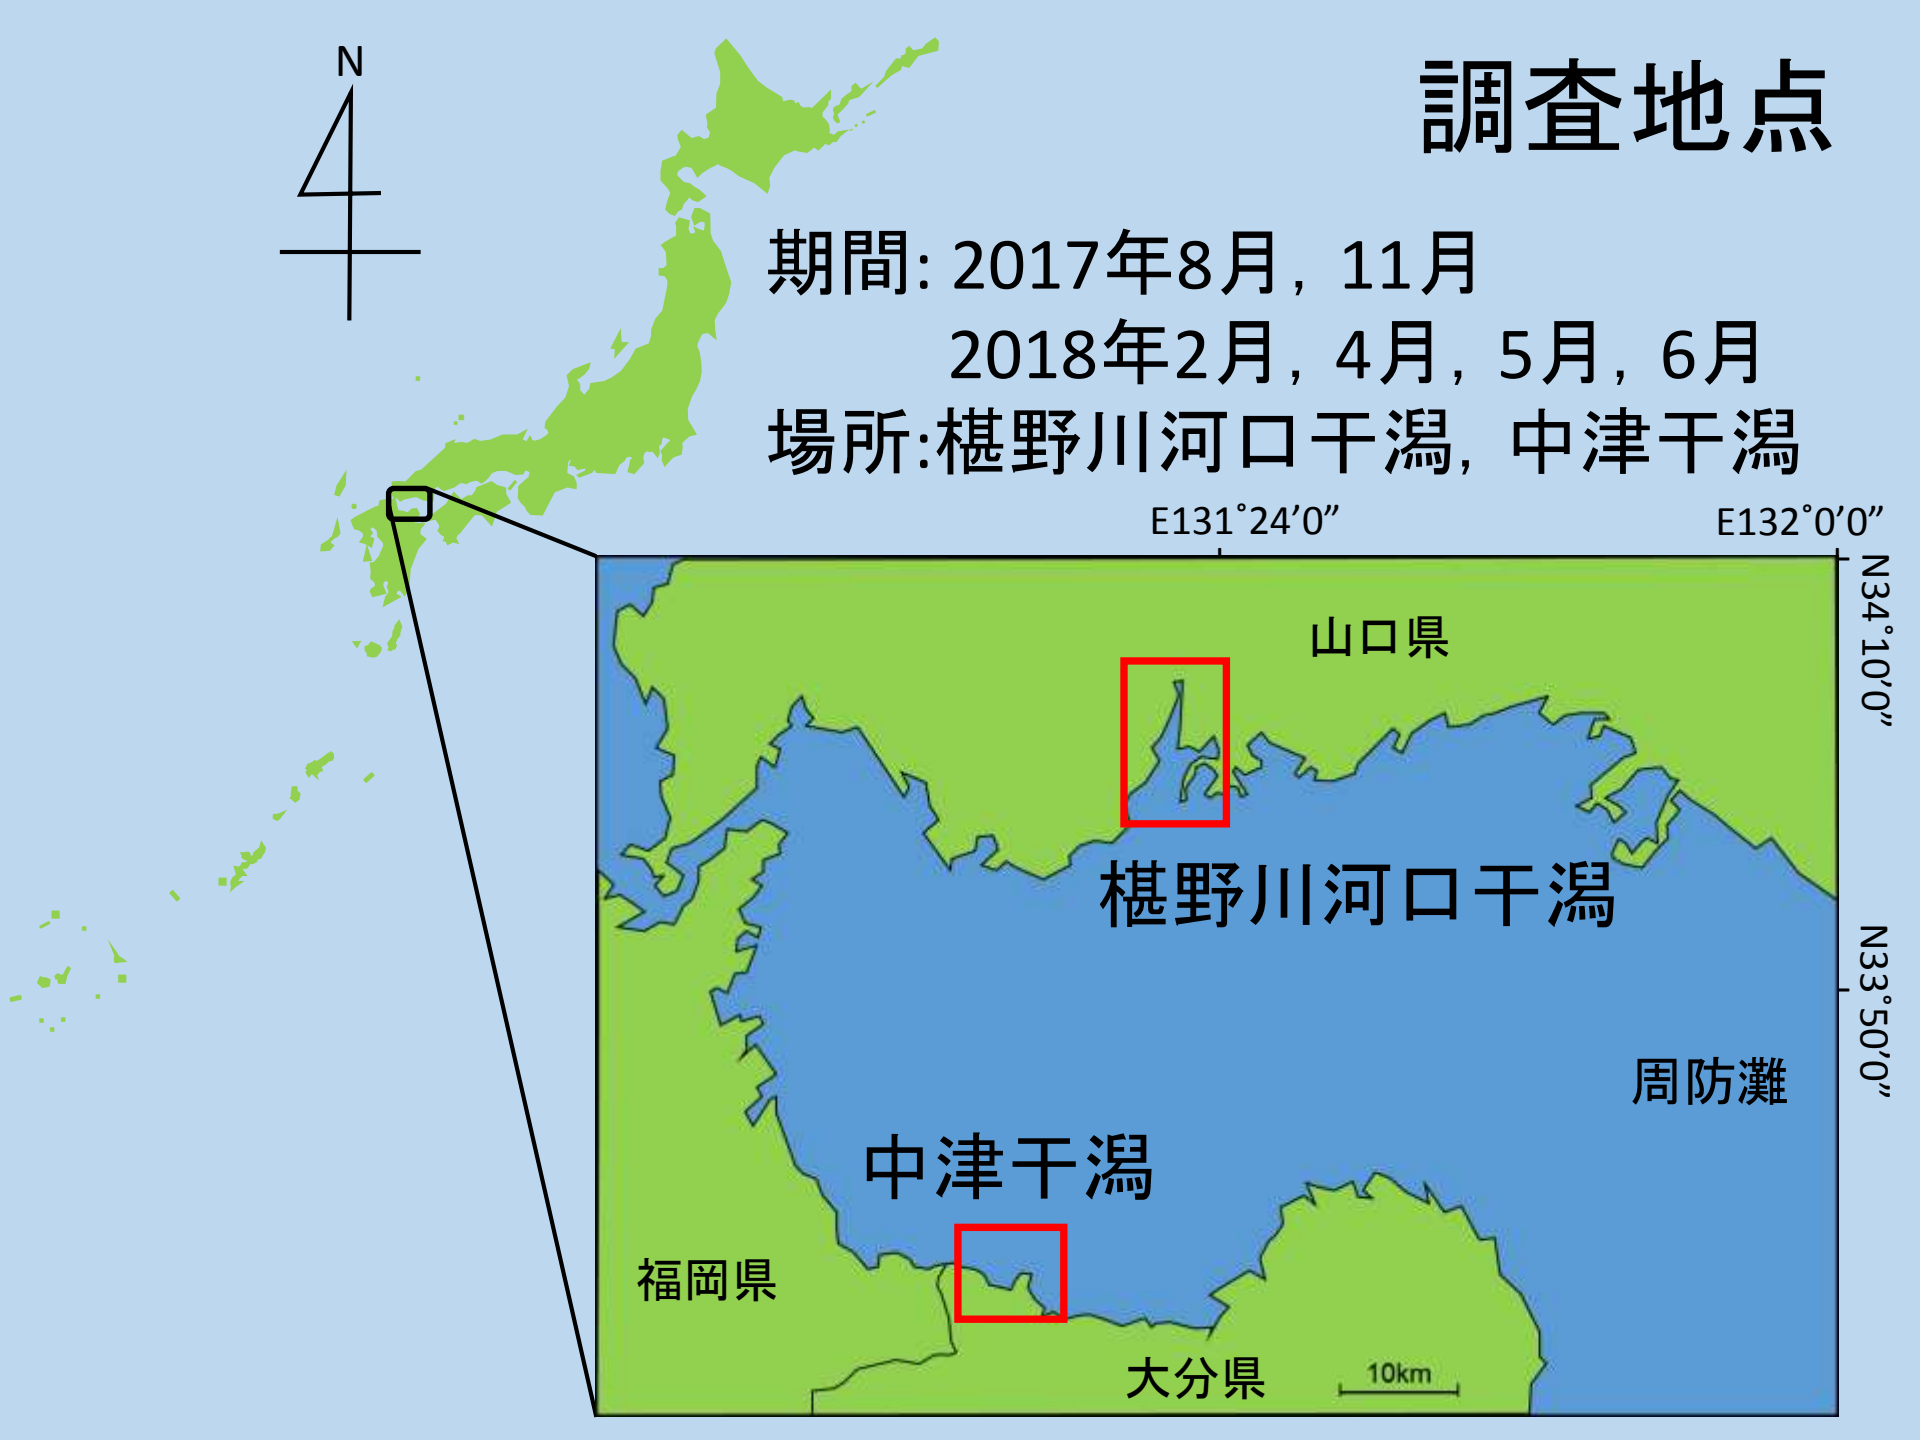 N
調査地点
期間: 2017年8月，11月
2018年2月，4月，5月，6月
場所:椹野川河口干潟，中津干潟
E131˚24’0”
E132˚0’0”
N34˚10’0”
山口県
椹野川河口干潟
N33˚50’0”
周防灘
中津干潟
福岡県
大分県
10km